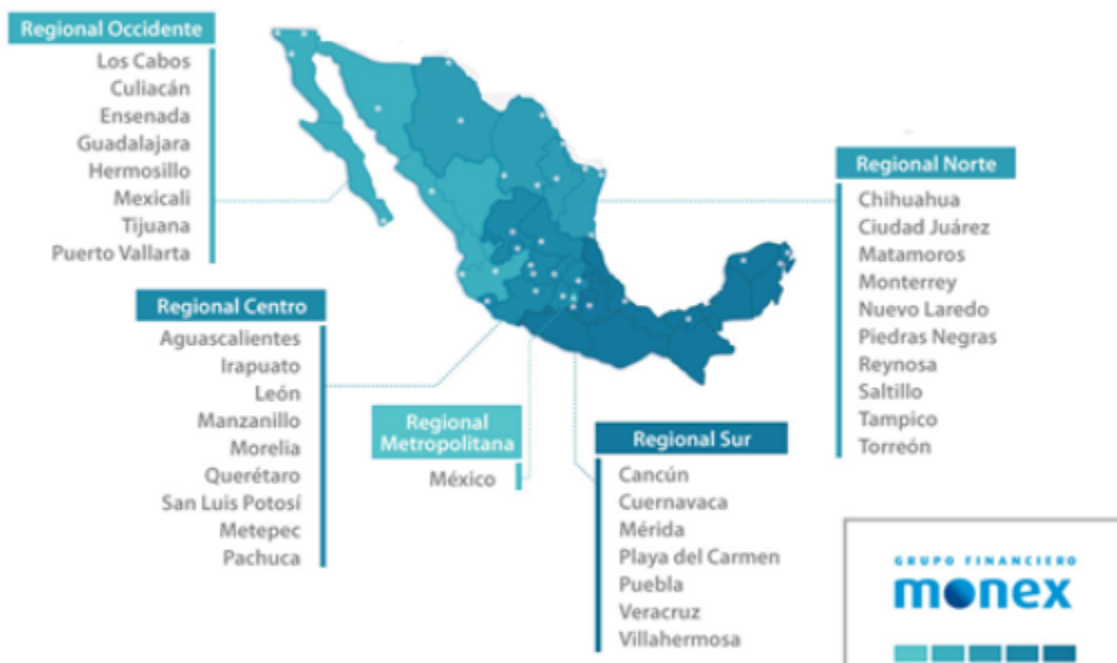 Regional Occidente
Los Cabos
Culiacán
Ensenada
Guadalajara
Hermosillo
Mexicali
Tijuana
Puerto Vallarta
Regional Centro
Aguascalientes
Irapuato
León
Manzanillo
Morelia
Querétaro
San Luis Potosí
Metepec
Pachuca
Regional
Metropolitana
México
Regional Sur
Cancún
Cuernavaca
Mérida
Playa del Carmen
Puebla
Veracruz
Villahermosa
Regional Norte
Chihuahua
Ciudad Juárez
Matamoros
Monterrey
Nuevo Laredo
Piedras Negras
Reynosa
Saltillo
Tampico
Torreón
GRUPO FINANCIERO
monex